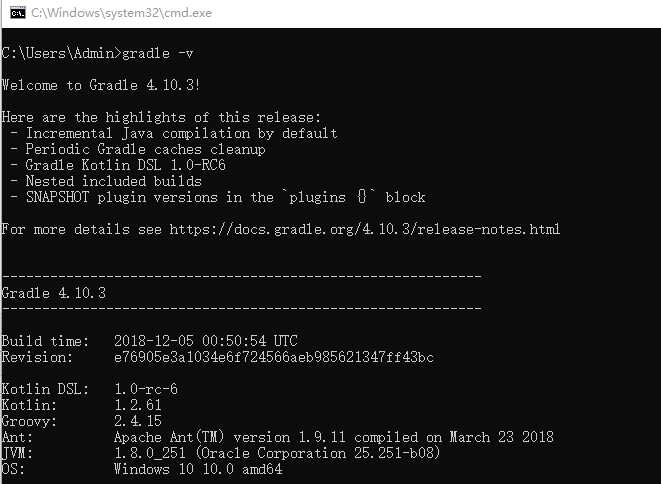 C:\Windows\system32\cmd.exe
C:\Users\Admin>gradle -v
Welcome to Gradle 4.10.3!
Here are the highlights of this release:
- Incremental Java compilation by default
- Periodic Gradle caches cleanup
- Gradle Kotlin DSL 1.0-RC6
- Nested included builds
- SNAPSHOT plugin versions in the `plugins {}` block
For more details see https://docs.gradle.org/4.10.3/release-notes.html
------------------------------------------------------------
Gradle 4.10.3
------------------------------------------------------------
Build time:   2018-12-05 00:50:54 UTC
Revision:     e76905e3a1034e6f724566aeb985621347ff43bc
Kotlin DSL:   1.0-rc-6
Kotlin:       1.2.61
Groovy:       2.4.15
Ant:          Apache Ant(TM) version 1.9.11 compiled on March 23 2018
JVM:          1.8.0_251 (Oracle Corporation 25.251-b08)
OS:           Windows 10 10.0 amd64